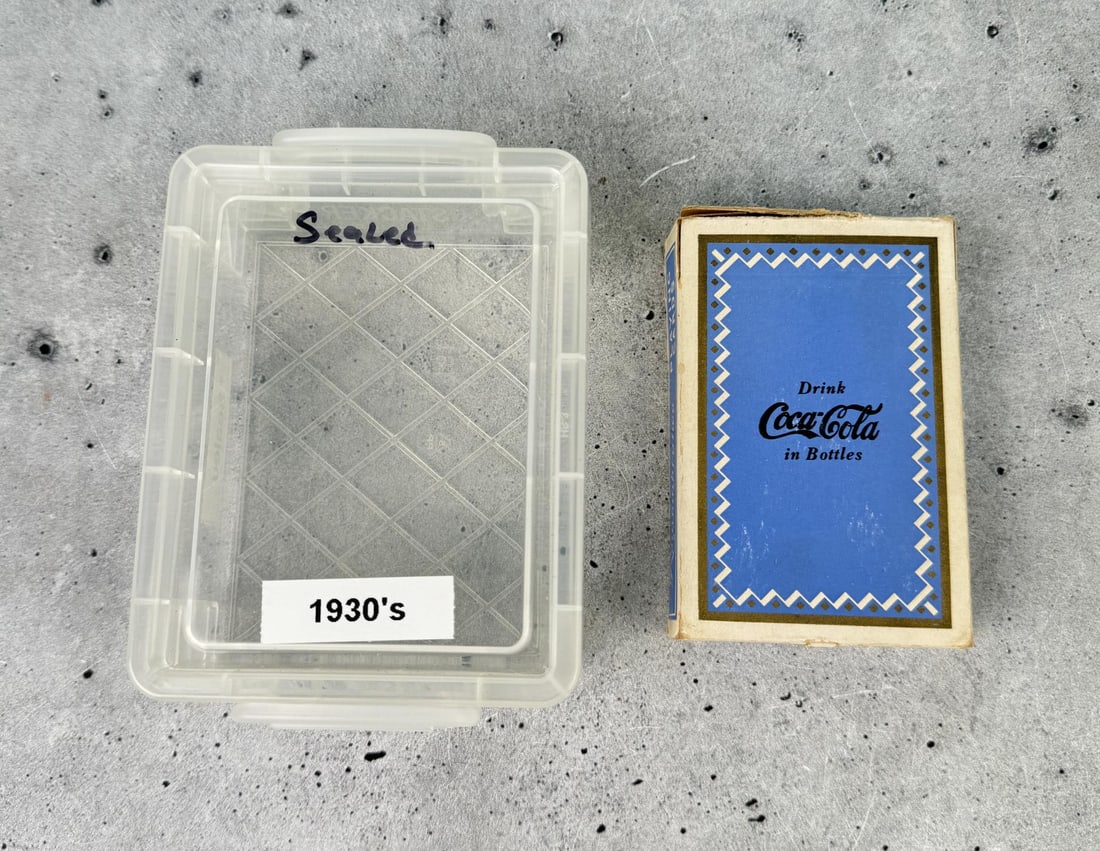 Sealed.
1930's
Drink
Coca-Cola
in Bottles